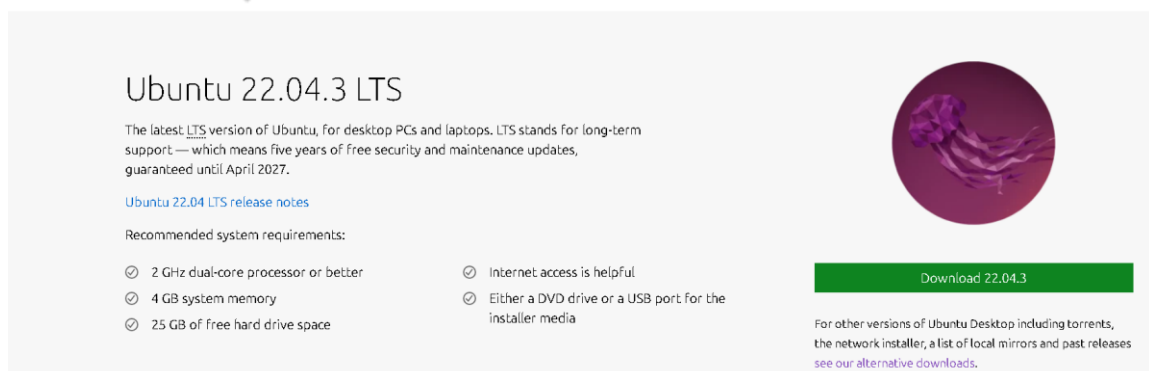 Ubuntu 22.04.3 LTS
The latest LTS version of Ubuntu, for desktop PCs and laptops. LTS stands for long-term
support — which means five years of free security and maintenance updates,
guaranteed until April 2027.
Ubuntu 22.04 LTS release notes
Recommended system requirements:
2 GHz dual-core processor or better
4 GB system memory
25 GB of free hard drive space
Internet access is helpful
Either a DVD drive or a USB port for the
installer media
Download 22.04.3
For other versions of Ubuntu Desktop including torrents,
the network installer, a list of local mirrors and past releases
see our alternative downloads.